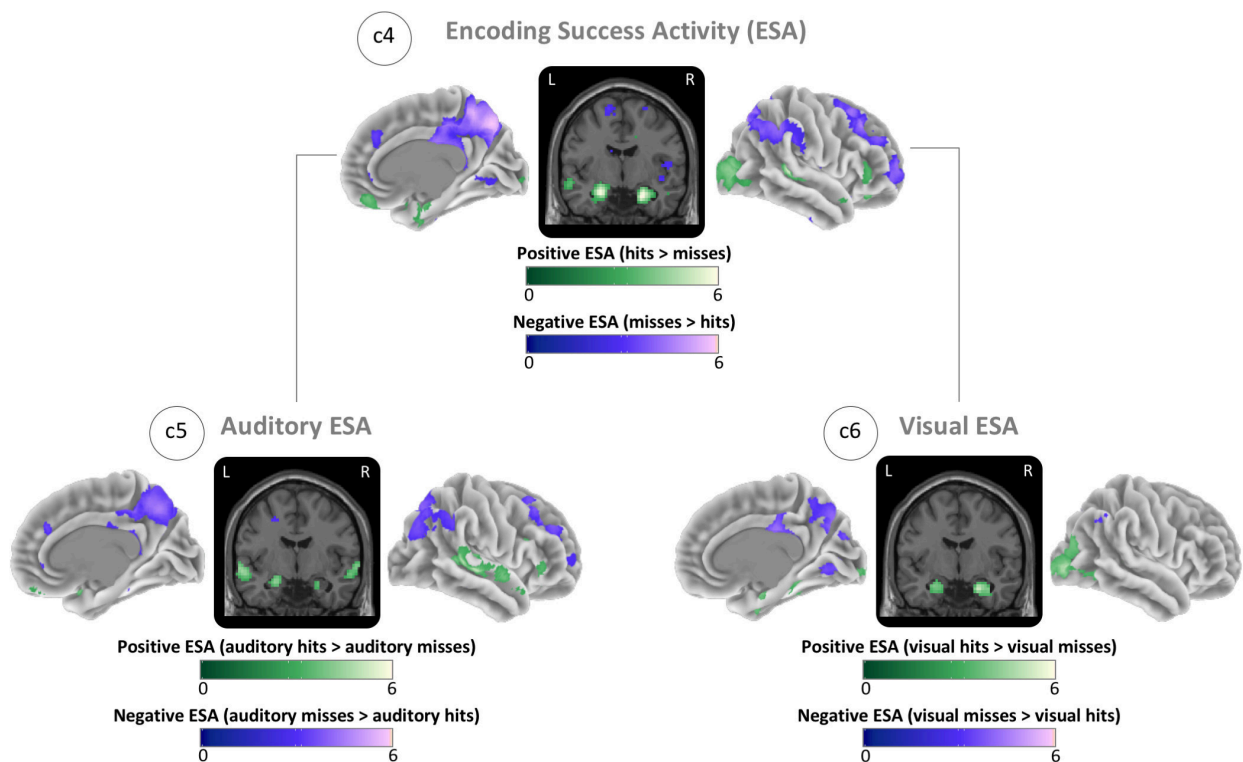 c4 Encoding Success Activity (ESA)
L R
Positive ESA (hits > misses)
0 6
Negative ESA (misses > hits)
0 6
c5 Auditory ESA
L R
Positive ESA (auditory hits > auditory misses)
0 6
Negative ESA (auditory misses > auditory hits)
0 6
c6 Visual ESA
L R
Positive ESA (visual hits > visual misses)
0 6
Negative ESA (visual misses > visual hits)
0 6